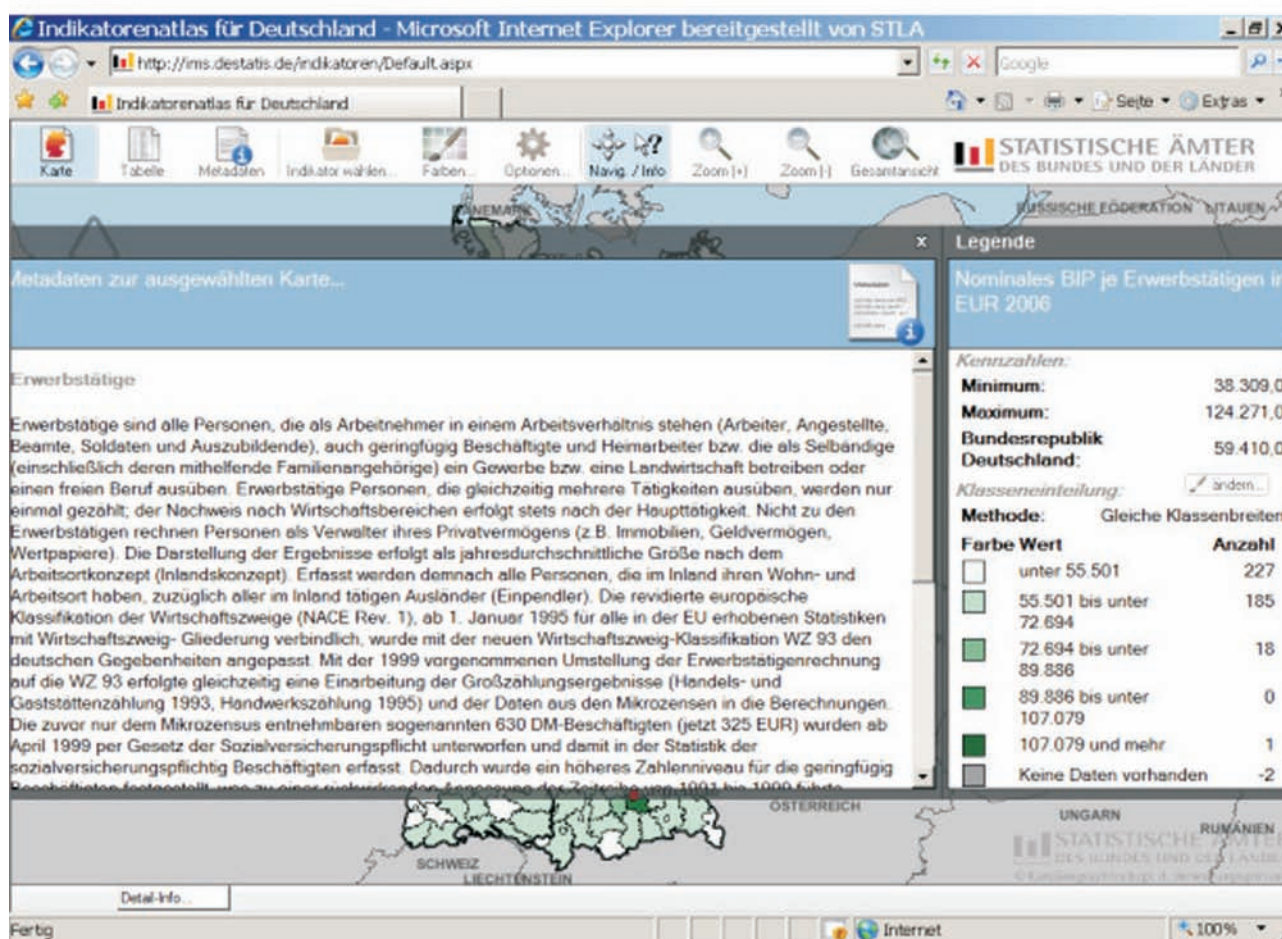 Indikatorenatlas für Deutschland - Microsoft Internet Explorer bereitgestellt von STLA
http://ims.destatis.de/indikatoren/Default.aspx
Google
Indikatorenatlas für Deutschland
Seite
Extras
Karte
Tabelle
Metadaten
Indikator wählen...
Farben...
Optionen...
Navig. / Info
Zoom [+]
Zoom [-]
Gesamtansicht
STATISTISCHE ÄMTER
DES BUNDES UND DER LÄNDER
DÄNEMARK
RUSSISCHE FÖDERATION
LITAUEN
x
Metadaten zur ausgewählten Karte...
Erwerbstätige
Erwerbstätige sind alle Personen, die als Arbeitnehmer in einem Arbeitsverhältnis stehen (Arbeiter, Angestellte,
Beamte, Soldaten und Auszubildende), auch geringfügig Beschäftigte und Heimarbeiter bzw. die als Selbändige
(einschließlich deren mithelfende Familienangehörige) ein Gewerbe bzw. eine Landwirtschaft betreiben oder
einen freien Beruf ausüben. Erwerbstätige Personen, die gleichzeitig mehrere Tätigkeiten ausüben, werden nur
einmal gezählt; der Nachweis nach Wirtschaftsbereichen erfolgt stets nach der Haupttätigkeit. Nicht zu den
Erwerbstätigen rechnen Personen als Verwalter ihres Privatvermögens (z.B. Immobilien, Geldvermögen,
Wertpapiere). Die Darstellung der Ergebnisse erfolgt als jahresdurchschnittliche Größe nach dem
Arbeitsortkonzept (Inlandskonzept). Erfasst werden demnach alle Personen, die im Inland ihren Wohn- und
Arbeitsort haben, zuzüglich aller im Inland tätigen Ausländer (Einpendler). Die revidierte europäische
Klassifikation der Wirtschaftszweige (NACE Rev. 1), ab 1. Januar 1995 für alle in der EU erhobenen Statistiken
mit Wirtschaftszweig- Gliederung verbindlich, wurde mit der neuen Wirtschaftszweig-Klassifikation WZ 93 den
deutschen Gegebenheiten angepasst. Mit der 1999 vorgenommenen Umstellung der Erwerbstätigenrechnung
auf die WZ 93 erfolgte gleichzeitig eine Einarbeitung der Großzählungsergebnisse (Handels- und
Gaststättenzählung 1993, Handwerkszählung 1995) und der Daten aus den Mikrozensen in die Berechnungen.
Die zuvor nur dem Mikrozensus entnehmbaren sogenannten 630 DM-Beschäftigten (jetzt 325 EUR) wurden ab
April 1999 per Gesetz der Sozialversicherungspflicht unterworfen und damit in der Statistik der
sozialversicherungspflichtig Beschäftigten erfasst. Dadurch wurde ein höheres Zahlenniveau für die geringfügig
Legende
Nominales BIP je Erwerbstätigen in
EUR 2006
Kennzahlen:
Minimum: 38.309,0
Maximum: 124.271,0
Bundesrepublik
Deutschland: 59.410,0
Klasseneinteilung: ändern...
Methode: Gleiche Klassenbreiten
Farbe Wert Anzahl
unter 55.501 227
55.501 bis unter 185
72.694
72.694 bis unter 18
89.886
89.886 bis unter 0
107.079
107.079 und mehr 1
Keine Daten vorhanden -2
ÖSTERREICH
UNGARN
RUMÄNIEN
SCHWEIZ
LIECHTENSTEIN
STATISTISCHE ÄMTER
DES BUNDES UND DER LÄNDER
Detail-Info...
Fertig
Internet
100%